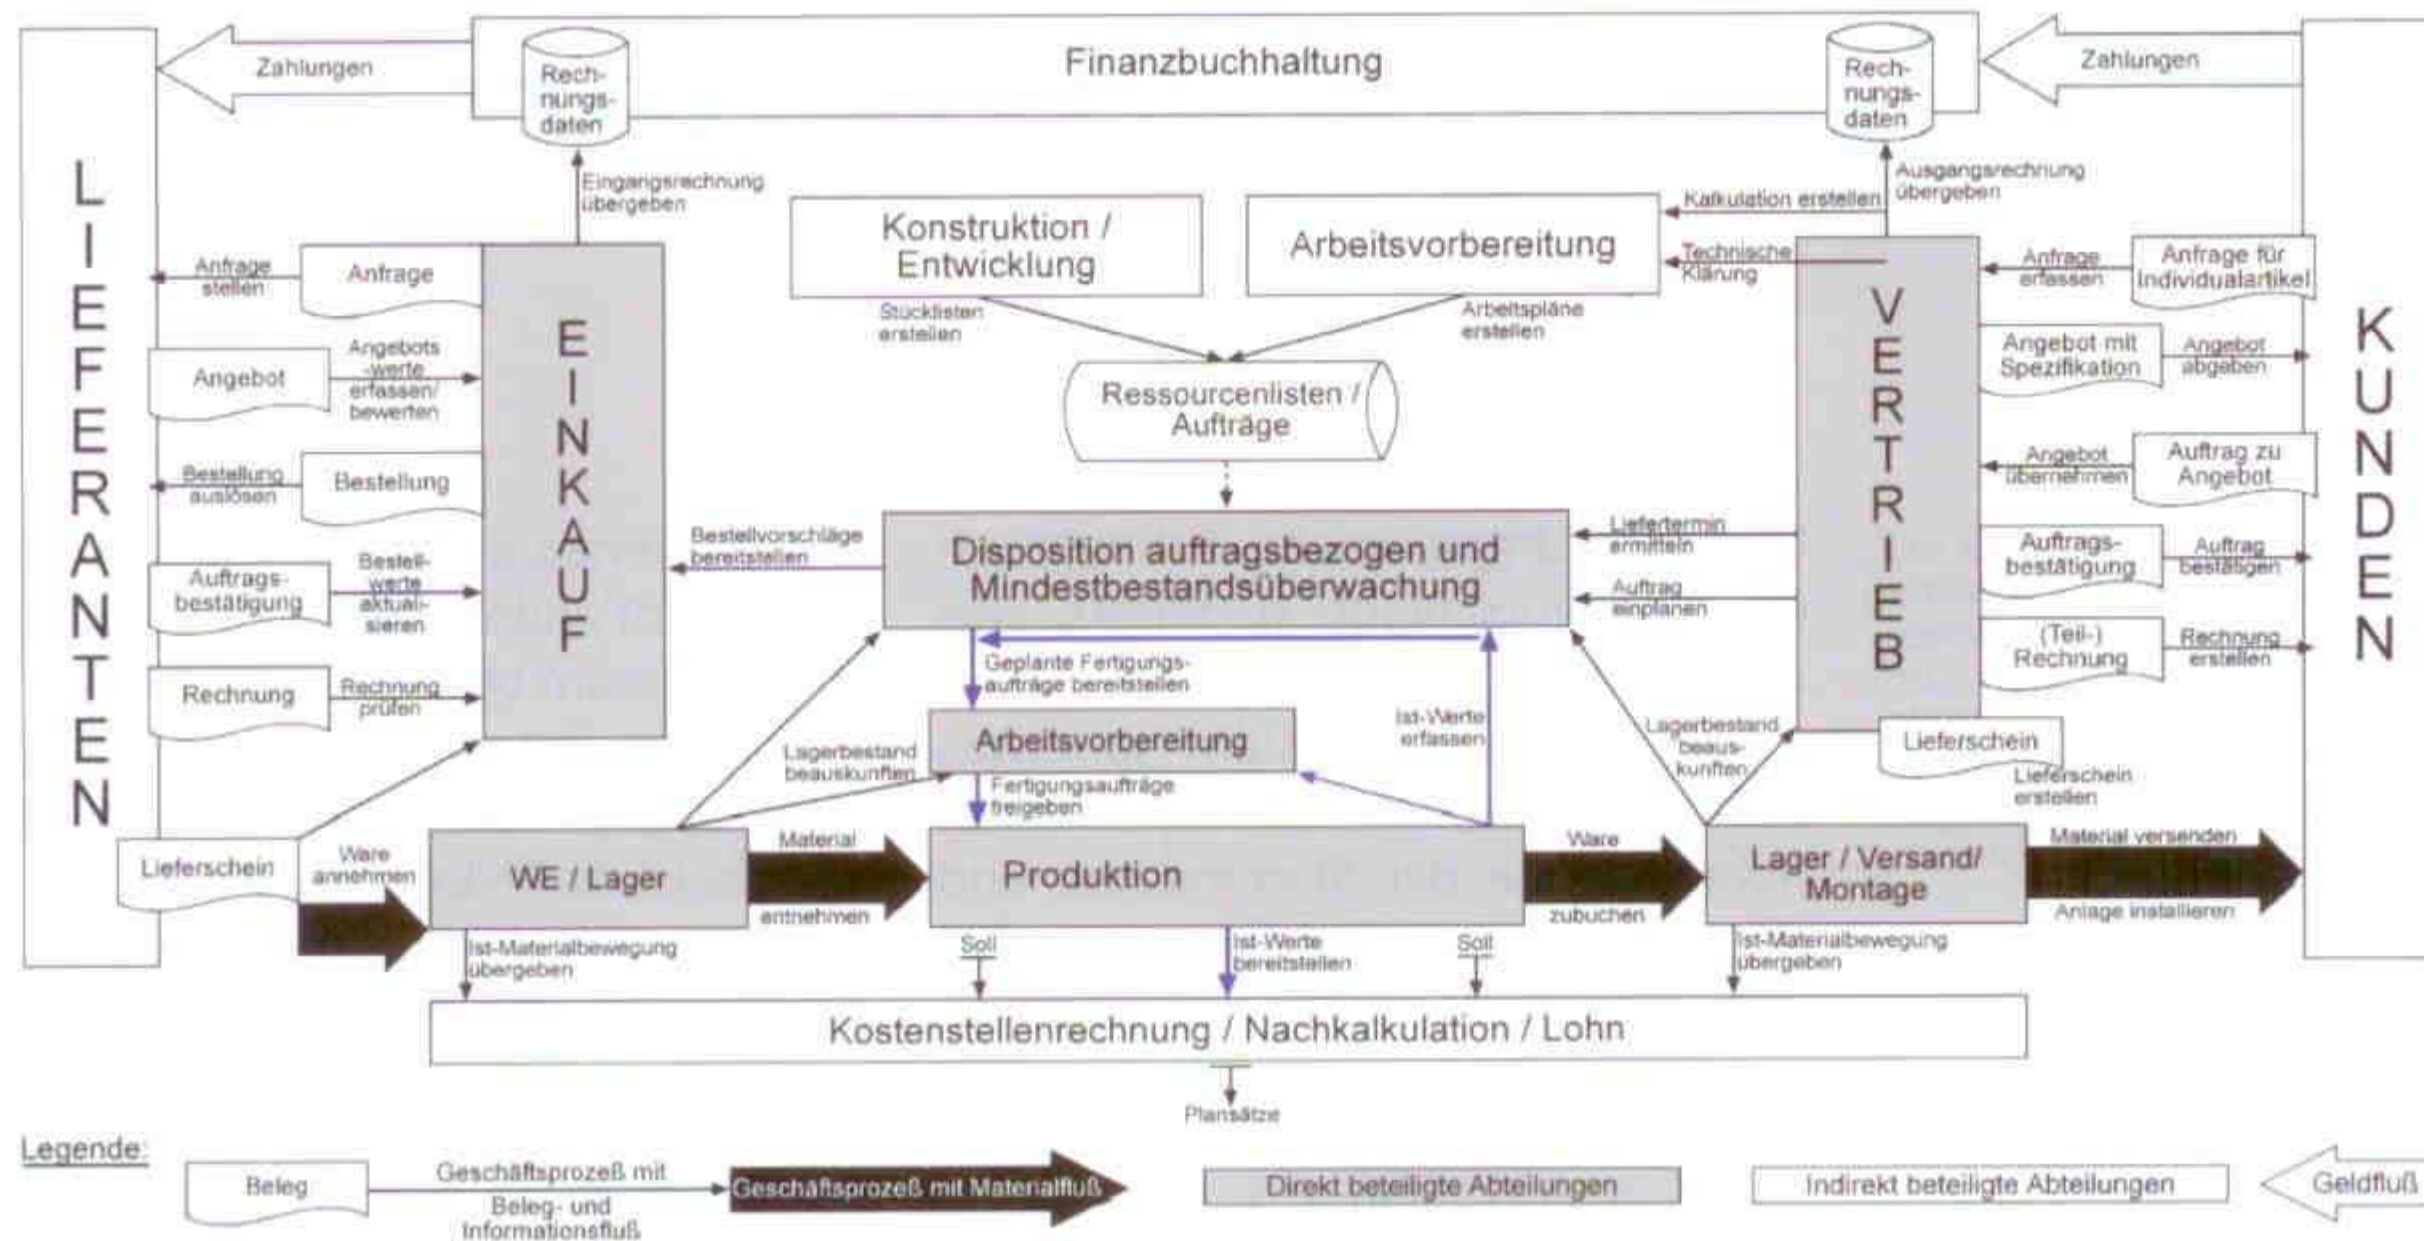 Zahlungen
Rech-
nungs-
daten
Finanzbuchhaltung
Rech-
nungs-
daten
Zahlungen
LIEFERANTEN
Eingangsrechnung
übergeben
Ausgangsrechnung
übergeben
Konstruktion /
Entwicklung
Arbeitsvorbereitung
Kalkulation erstellen
Technische
Klärung
Stücklisten
erstellen
Arbeitspläne
erstellen
Ressourcenlisten /
Aufträge
EINKAUF
Anfrage
stellen
Anfrage
Angebot
Angebots
-werte
erfassen/
bewerten
Bestellung
auslösen
Bestellung
Auftrags-
bestätigung
Bestell-
werte
aktuali-
sieren
Rechnung
Rechnung
prüfen
Bestellvorschläge
bereitstellen
Disposition auftragsbezogen und
Mindestbestandsüberwachung
Liefertermin
ermitteln
Auftrag
einplanen
VERTRIEB
Anfrage
erfassen
Anfrage für
Individualartikel
Angebot mit
Spezifikation
Angebot
abgeben
Angebot
übernehmen
Auftrag zu
Angebot
Auftrags-
bestätigung
Auftrag
bestätigen
(Teil-)
Rechnung
Rechnung
erstellen
Lieferschein
Lieferschein
erstellen
KUNDEN
Geplante Fertigungs-
aufträge bereitstellen
Arbeitsvorbereitung
Ist-Werte
erfassen
Lagerbestand
beauskunften
Lagerbestand
beaus-
kunften
Fertigungsaufträge
freigeben
Lieferschein
Ware
annehmen
WE / Lager
Material
entnehmen
Produktion
Ware
zubuchen
Lager / Versand/
Montage
Material versenden
Anlage installieren
Ist-Materialbewegung
übergeben
Soll
Ist-Werte
bereitstellen
Soll
Ist-Materialbewegung
übergeben
Kostenstellenrechnung / Nachkalkulation / Lohn
Plansätze
Legende:
Beleg
Geschäftsprozeß mit
Beleg- und
Informationsfluß
Geschäftsprozeß mit Materialfluß
Direkt beteiligte Abteilungen
Indirekt beteiligte Abteilungen
Geldfluß